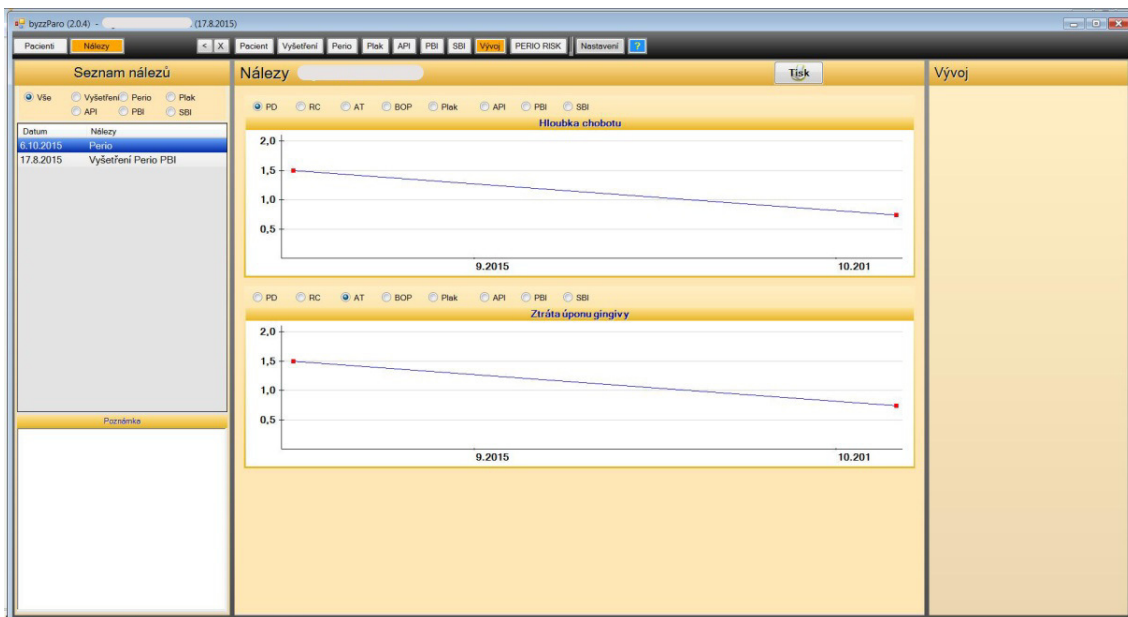 byzzParo (2.0.4) - (17.8.2015)
Pacienti Nálezy < X Pacient Vyšetření Perio Plak API PBI SBI Vývoj PERIO RISK Nastavení ?
Seznam nálezů
Vše Vyšetření Perio Plak
API PBI SBI
Datum Nálezy
6.10.2015 Perio
17.8.2015 Vyšetření Perio PBI
Poznámka
Nálezy
Tisk
PD RC AT BOP Plak API PBI SBI
Hloubka chobotu
2,0
1,5
1,0
0,5
9.2015 10.201
PD RC AT BOP Plak API PBI SBI
Ztráta úponu gingivy
2,0
1,5
1,0
0,5
9.2015 10.201
Vývoj